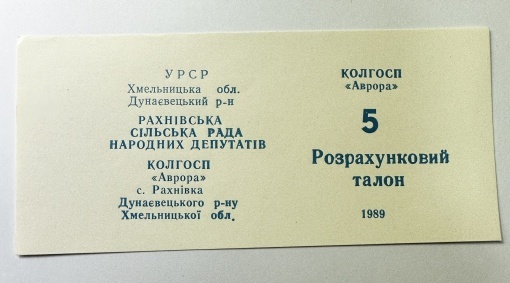 УРСР
Хмельницька обл.
Дунаєвецький р-н
РАХНІВСЬКА
СІЛЬСЬКА РАДА
НАРОДНИХ ДЕПУТАТІВ
КОЛГОСП
«Аврора»
с. Рахнівка
Дунаєвецького р-ну
Хмельницької обл.
КОЛГОСП
«Аврора»
5
Розрахунковий
талон
1989